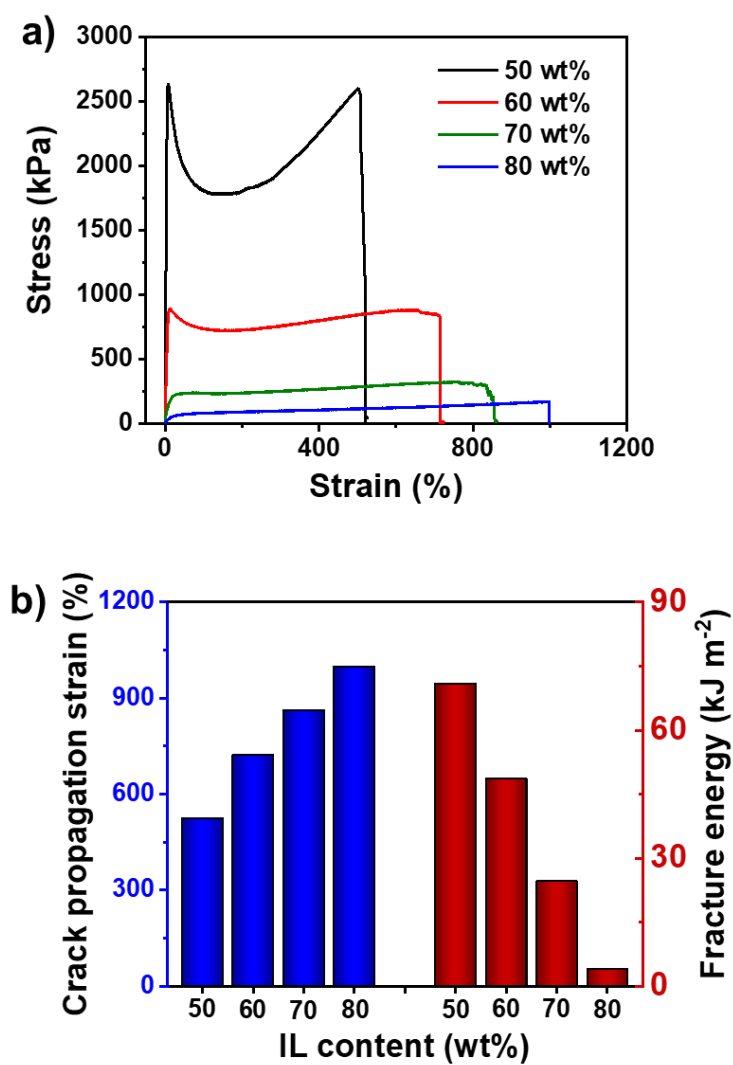 a)
Stress (kPa)
3000
2500
2000
1500
1000
500
0
50 wt%
60 wt%
70 wt%
80 wt%
0 400 800 1200
Strain (%)
b)
Crack propagation strain (%)
1200
900
600
300
0
90
60
30
0
Fracture energy (kJ m⁻²)
50 60 70 80 50 60 70 80
IL content (wt%)